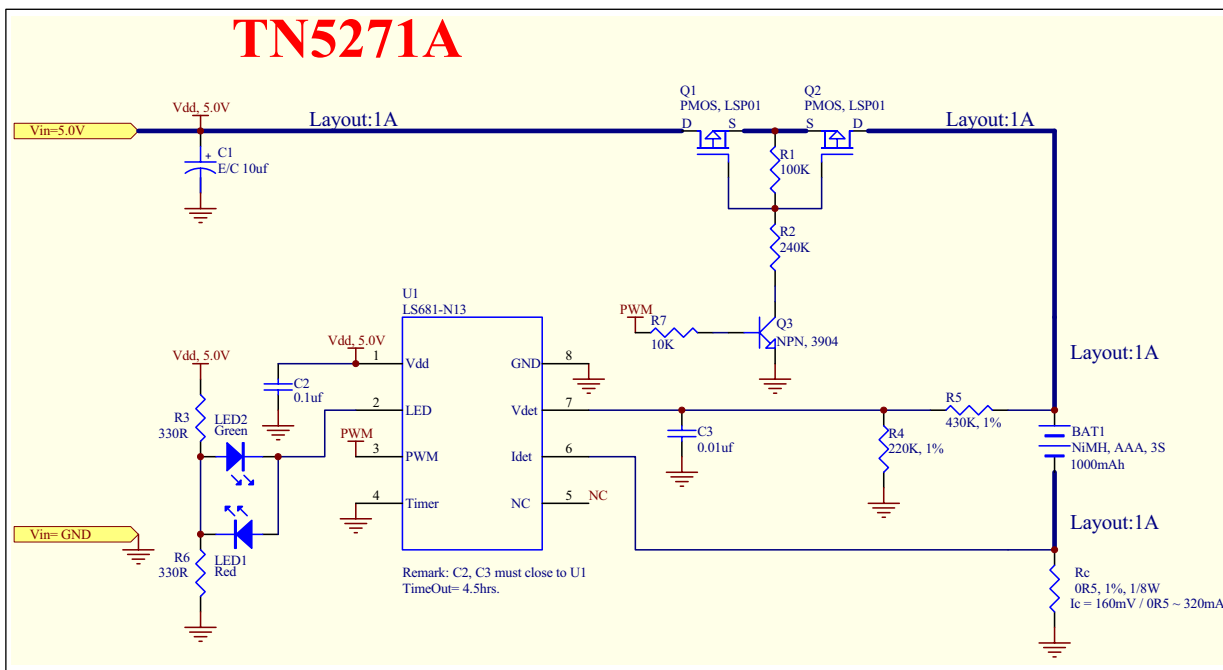 TN5271A
Vdd, 5.0V
Vin=5.0V
Layout:1A
C1
E/C 10uf
Q1
PMOS, LSP01
D
S
Q2
PMOS, LSP01
S
D
Layout:1A
R1
100K
R2
240K
PWM
R7
10K
Q3
NPN, 3904
Layout:1A
U1
LS681-N13
Vdd, 5.0V
1
Vdd
GND
8
Vdd, 5.0V
C2
0.1uf
R3
330R
LED2
Green
2
LED
Vdet
7
C3
0.01uf
R4
220K, 1%
R5
430K, 1%
BAT1
NiMH, AAA, 3S
1000mAh
PWM
3
PWM
Idet
6
4
Timer
NC
5
NC
Layout:1A
Vin= GND
R6
330R
LED1
Red
Remark: C2, C3 must close to U1
TimeOut= 4.5hrs.
Rc
0R5, 1%, 1/8W
Ic = 160mV / 0R5 ~ 320mA